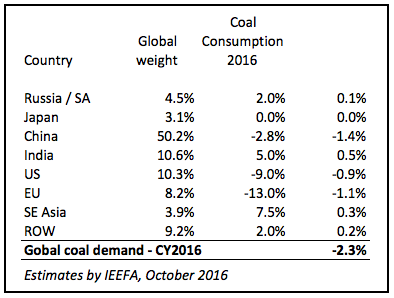 Coal
Global Consumption
Country weight 2016
Russia / SA 4.5% 2.0% 0.1%
Japan 3.1% 0.0% 0.0%
China 50.2% -2.8% -1.4%
India 10.6% 5.0% 0.5%
US 10.3% -9.0% -0.9%
EU 8.2% -13.0% -1.1%
SE Asia 3.9% 7.5% 0.3%
ROW 9.2% 2.0% 0.2%
Gobal coal demand - CY2016 -2.3%
Estimates by IEEFA, October 2016